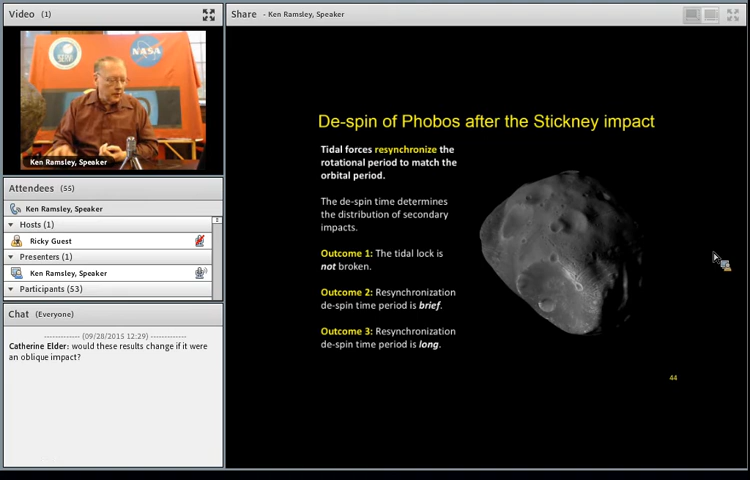 Video (1)
NASA
Ken Ramsley, Speaker
Attendees (55)
Ken Ramsley, Speaker
Hosts (1)
Ricky Guest
Presenters (1)
Ken Ramsley, Speaker
Participants (53)
Chat (Everyone)
------------- (09/28/2015 12:29) -------------
Catherine Elder: would these results change if it were
an oblique impact?
Share - Ken Ramsley, Speaker
De-spin of Phobos after the Stickney impact
Tidal forces resynchronize the
rotational period to match the
orbital period.
The de-spin time determines
the distribution of secondary
impacts.
Outcome 1: The tidal lock is
not broken.
Outcome 2: Resynchronization
de-spin time period is brief.
Outcome 3: Resynchronization
de-spin time period is long.
44